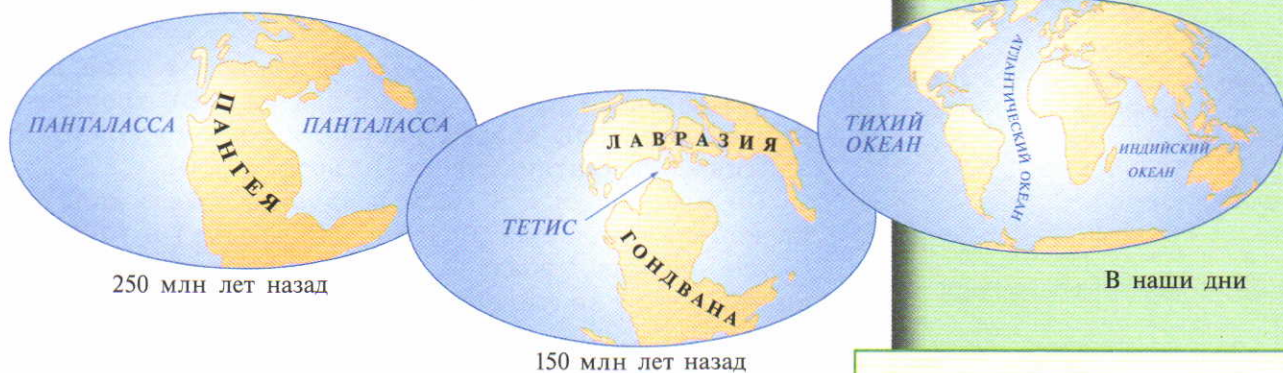 ПАНТАЛАССА
ПАНГЕЯ
ПАНТАЛАССА
250 млн лет назад
ЛАВРАЗИЯ
ТЕТИС
ГОНДВАНА
150 млн лет назад
ТИХИЙ
ОКЕАН
АТЛАНТИЧЕСКИЙ ОКЕАН
ИНДИЙСКИЙ
ОКЕАН
В наши дни